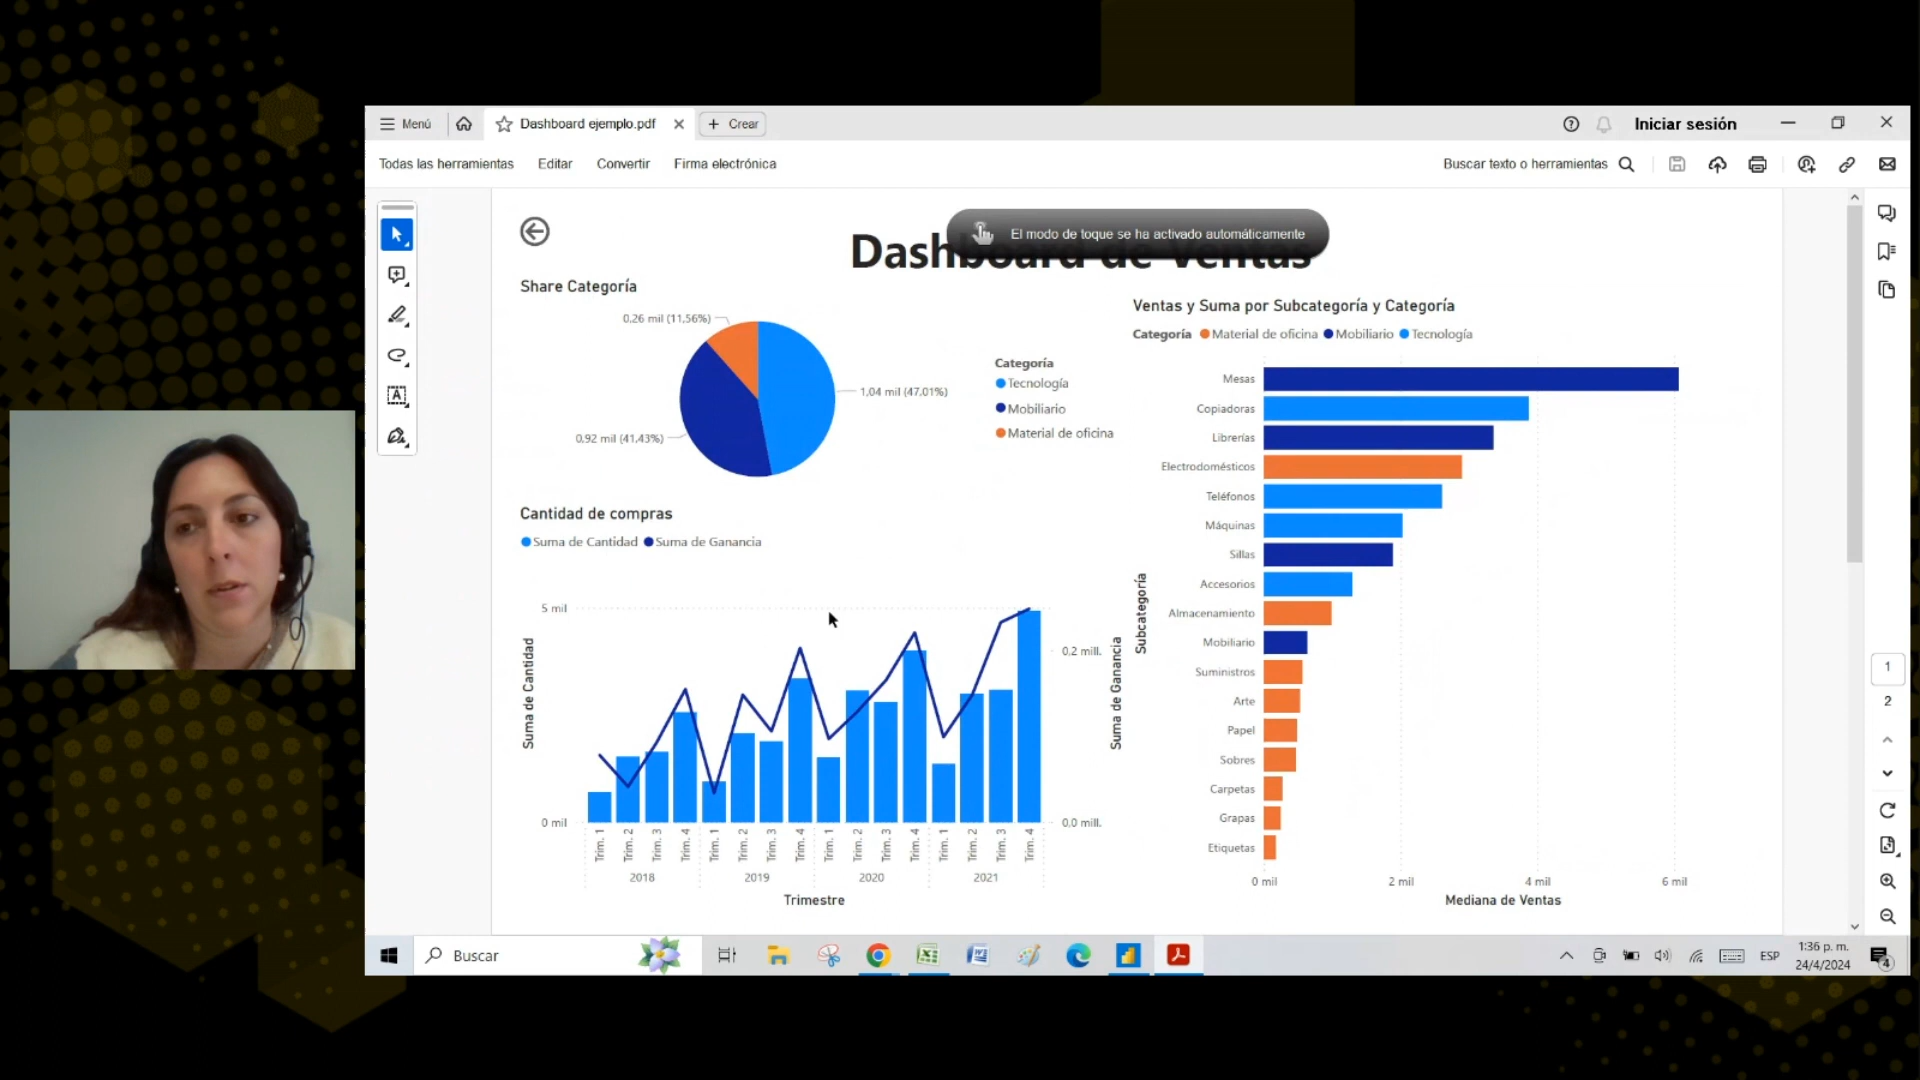 Menú
Dashboard ejemplo.pdf
Crear
Iniciar sesión
Todas las herramientas
Editar
Convertir
Firma electrónica
Buscar texto o herramientas
El modo de toque se ha activado automáticamente
Dashboard de Ventas
Share Categoría
0,26 mil (11,56%)
1,04 mil (47,01%)
0,92 mil (41,43%)
Categoría
Tecnología
Mobiliario
Material de oficina
Cantidad de compras
Suma de Cantidad Suma de Ganancia
5 mil
0 mil
Suma de Cantidad
0,2 mill.
0,0 mill.
Suma de Ganancia
Trim. 1
Trim. 2
Trim. 3
Trim. 4
Trim. 1
Trim. 2
Trim. 3
Trim. 4
Trim. 1
Trim. 2
Trim. 3
Trim. 4
Trim. 1
Trim. 2
Trim. 3
Trim. 4
2018 2019 2020 2021
Trimestre
Ventas y Suma por Subcategoría y Categoría
Categoría Material de oficina Mobiliario Tecnología
Subcategoría
Mesas
Copiadoras
Librerías
Electrodomésticos
Teléfonos
Máquinas
Sillas
Accesorios
Almacenamiento
Mobiliario
Suministros
Arte
Papel
Sobres
Carpetas
Grapas
Etiquetas
0 mil 2 mil 4 mil 6 mil
Mediana de Ventas
1
2
Buscar
ESP
1:36 p. m.
24/4/2024
4